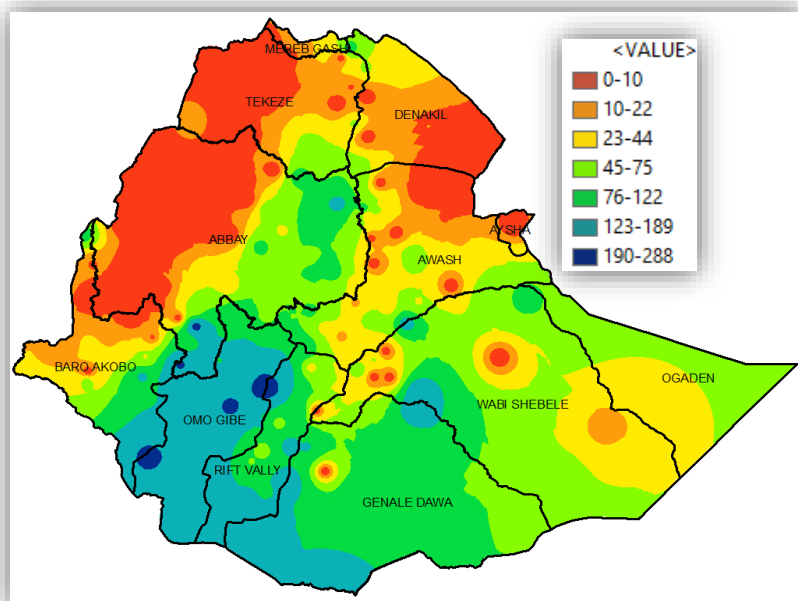 <VALUE>
0-10
10-22
23-44
45-75
76-122
123-189
190-288
MEREB GASH
TEKEZE
DENAKIL
AYSHA
ABBAY
AWASH
BARO AKOBO
OGADEN
WABI SHEBELE
OMO GIBE
RIFT VALLY
GENALE DAWA